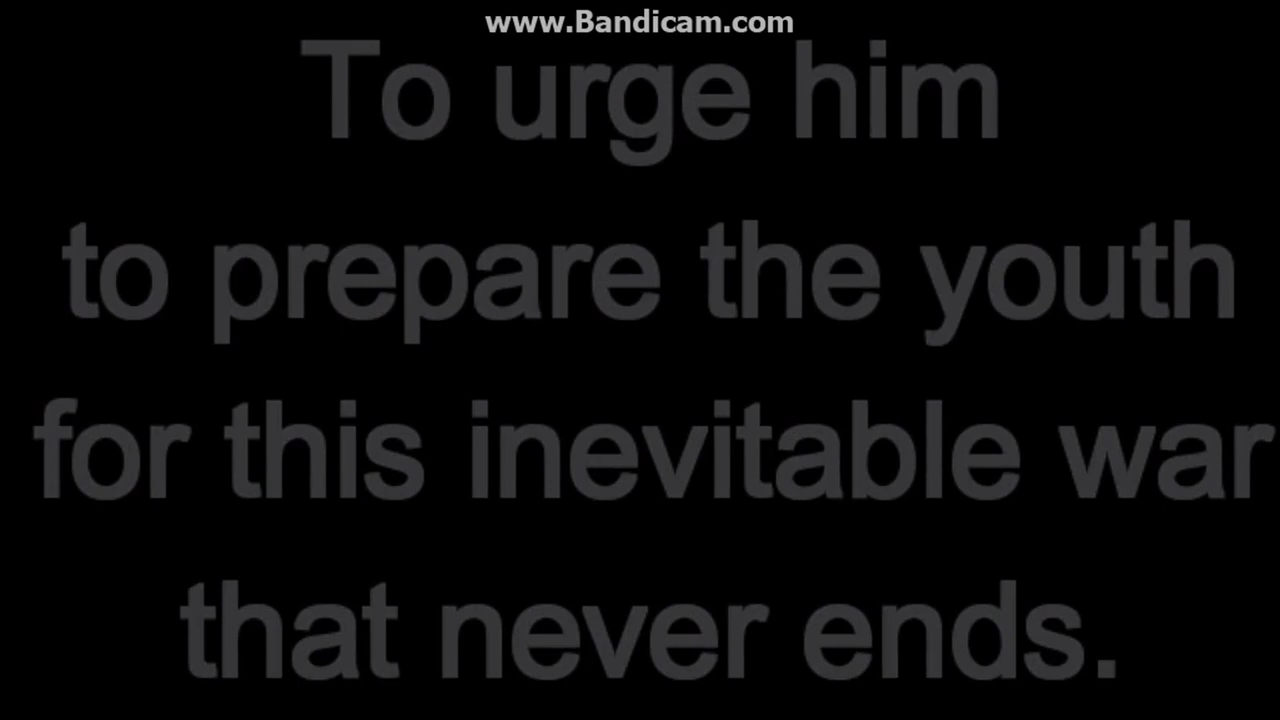 www.Bandicam.com
To urge him
to prepare the youth
for this inevitable war
that never ends.